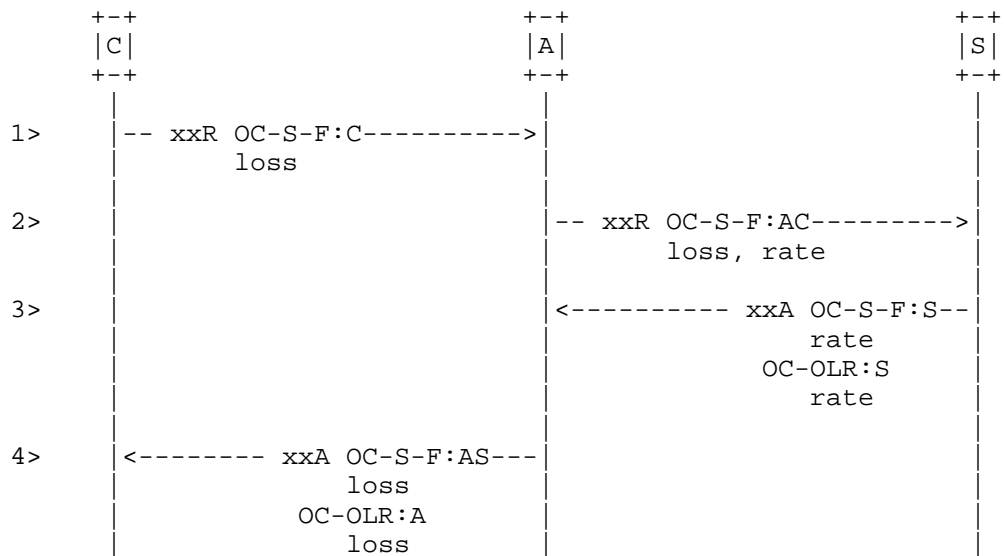 +-+ +-+ +-+
|C| |A| |S|
+-+ +-+ +-+
1> |-- xxR OC-S-F:C---------->| |
loss
2> | |-- xxR OC-S-F:AC--------->|
loss, rate
3> | |<---------- xxA OC-S-F:S--|
rate
OC-OLR:S
rate
4> |<-------- xxA OC-S-F:AS---| |
loss
OC-OLR:A
loss